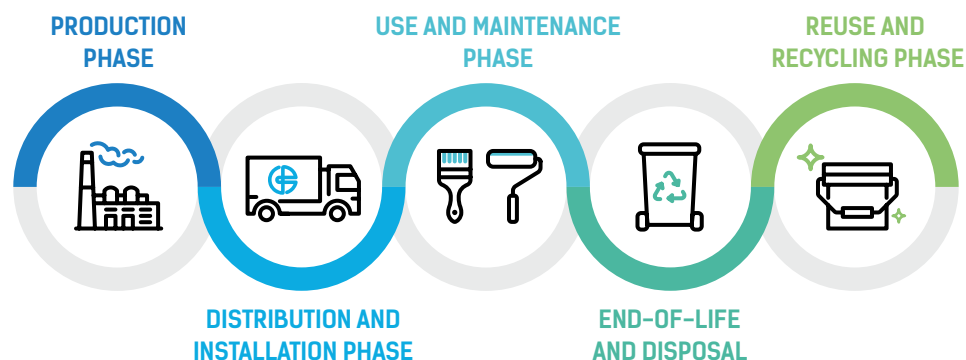 PRODUCTION
PHASE
DISTRIBUTION AND
INSTALLATION PHASE
USE AND MAINTENANCE
PHASE
END-OF-LIFE
AND DISPOSAL
REUSE AND
RECYCLING PHASE